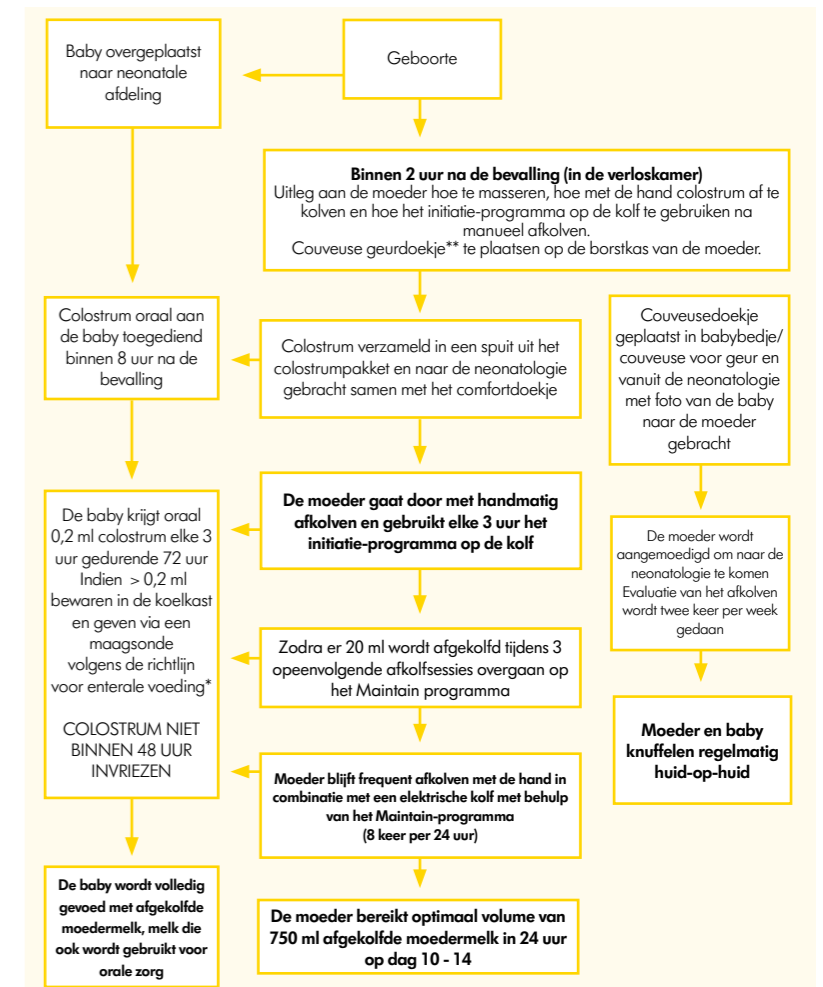 Baby overgeplaatst
naar neonatale
afdeling
Geboorte
Binnen 2 uur na de bevalling (in de verloskamer)
Uitleg aan de moeder hoe te masseren, hoe met de hand colostrum af te
kolven en hoe het initiatie-programma op de kolf te gebruiken na
manueel afkolven.
Couveuse geurdoekje** te plaatsen op de borstkas van de moeder.
Colostrum oraal aan
de baby toegediend
binnen 8 uur na de
bevalling
Colostrum verzameld in een spuit uit het
colostrumpakket en naar de neonatologie
gebracht samen met het comfortdoekje
Couveusedoekje
geplaatst in babybedje/
couveuse voor geur en
vanuit de neonatologie
met foto van de baby
naar de moeder
gebracht
De baby krijgt oraal
0,2 ml colostrum elke 3
uur gedurende 72 uur
Indien > 0,2 ml
bewaren in de koelkast
en geven via een
maagsonde
volgens de richtlijn
voor enterale voeding*
COLOSTRUM NIET
BINNEN 48 UUR
INVRIEZEN
De moeder gaat door met handmatig
afkolven en gebruikt elke 3 uur het
initiatie-programma op de kolf
De moeder wordt
aangemoedigd om naar de
neonatologie te komen
Evaluatie van het afkolven
wordt twee keer per week
gedaan
Zodra er 20 ml wordt afgekolfd tijdens 3
opeenvolgende afkolfsessies overgaan op
het Maintain programma
Moeder en baby
knuffelen regelmatig
huid-op-huid
Moeder blijft frequent afkolven met de hand in
combinatie met een elektrische kolf met behulp
van het Maintain-programma
(8 keer per 24 uur)
De baby wordt volledig
gevoed met afgekolfde
moedermelk, melk die
ook wordt gebruikt voor
orale zorg
De moeder bereikt optimaal volume van
750 ml afgekolfde moedermelk in 24 uur
op dag 10 - 14